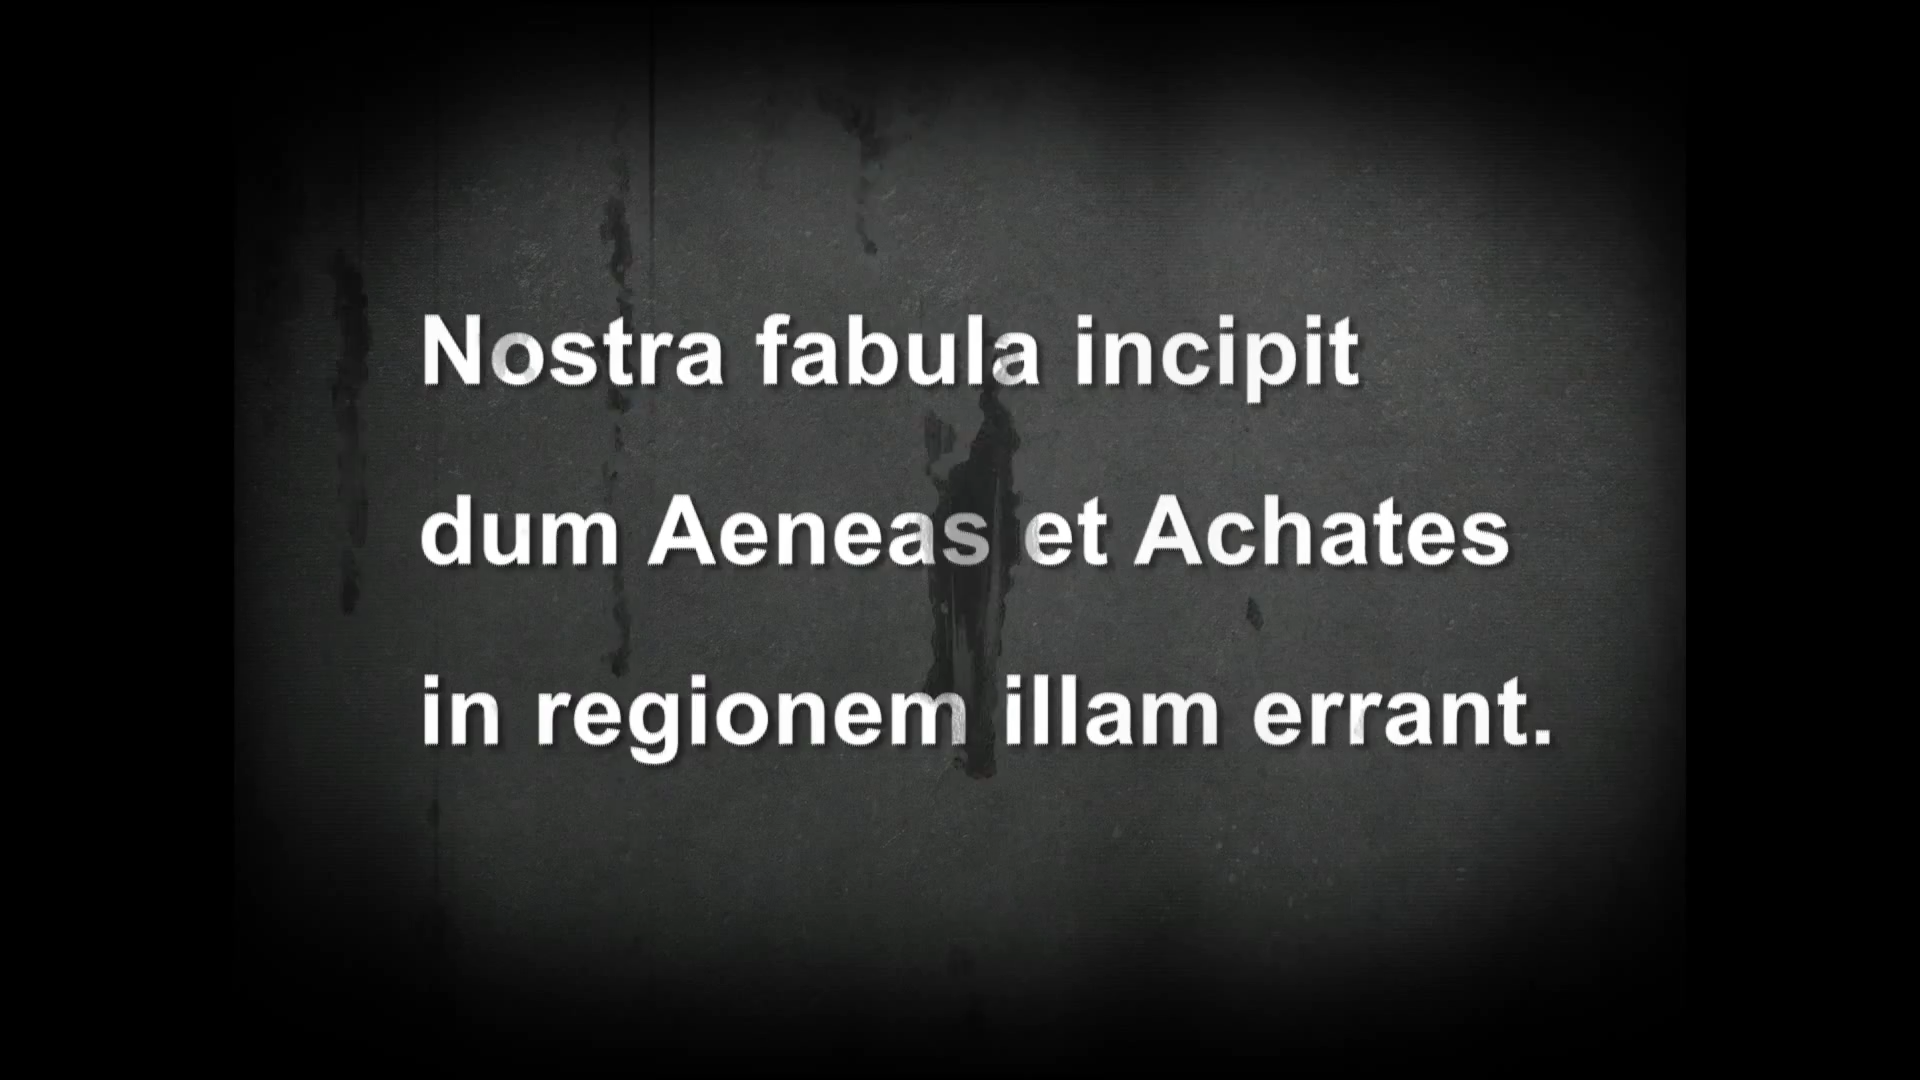 Nostra fabula incipit
dum Aeneas et Achates
in regionem illam errant.